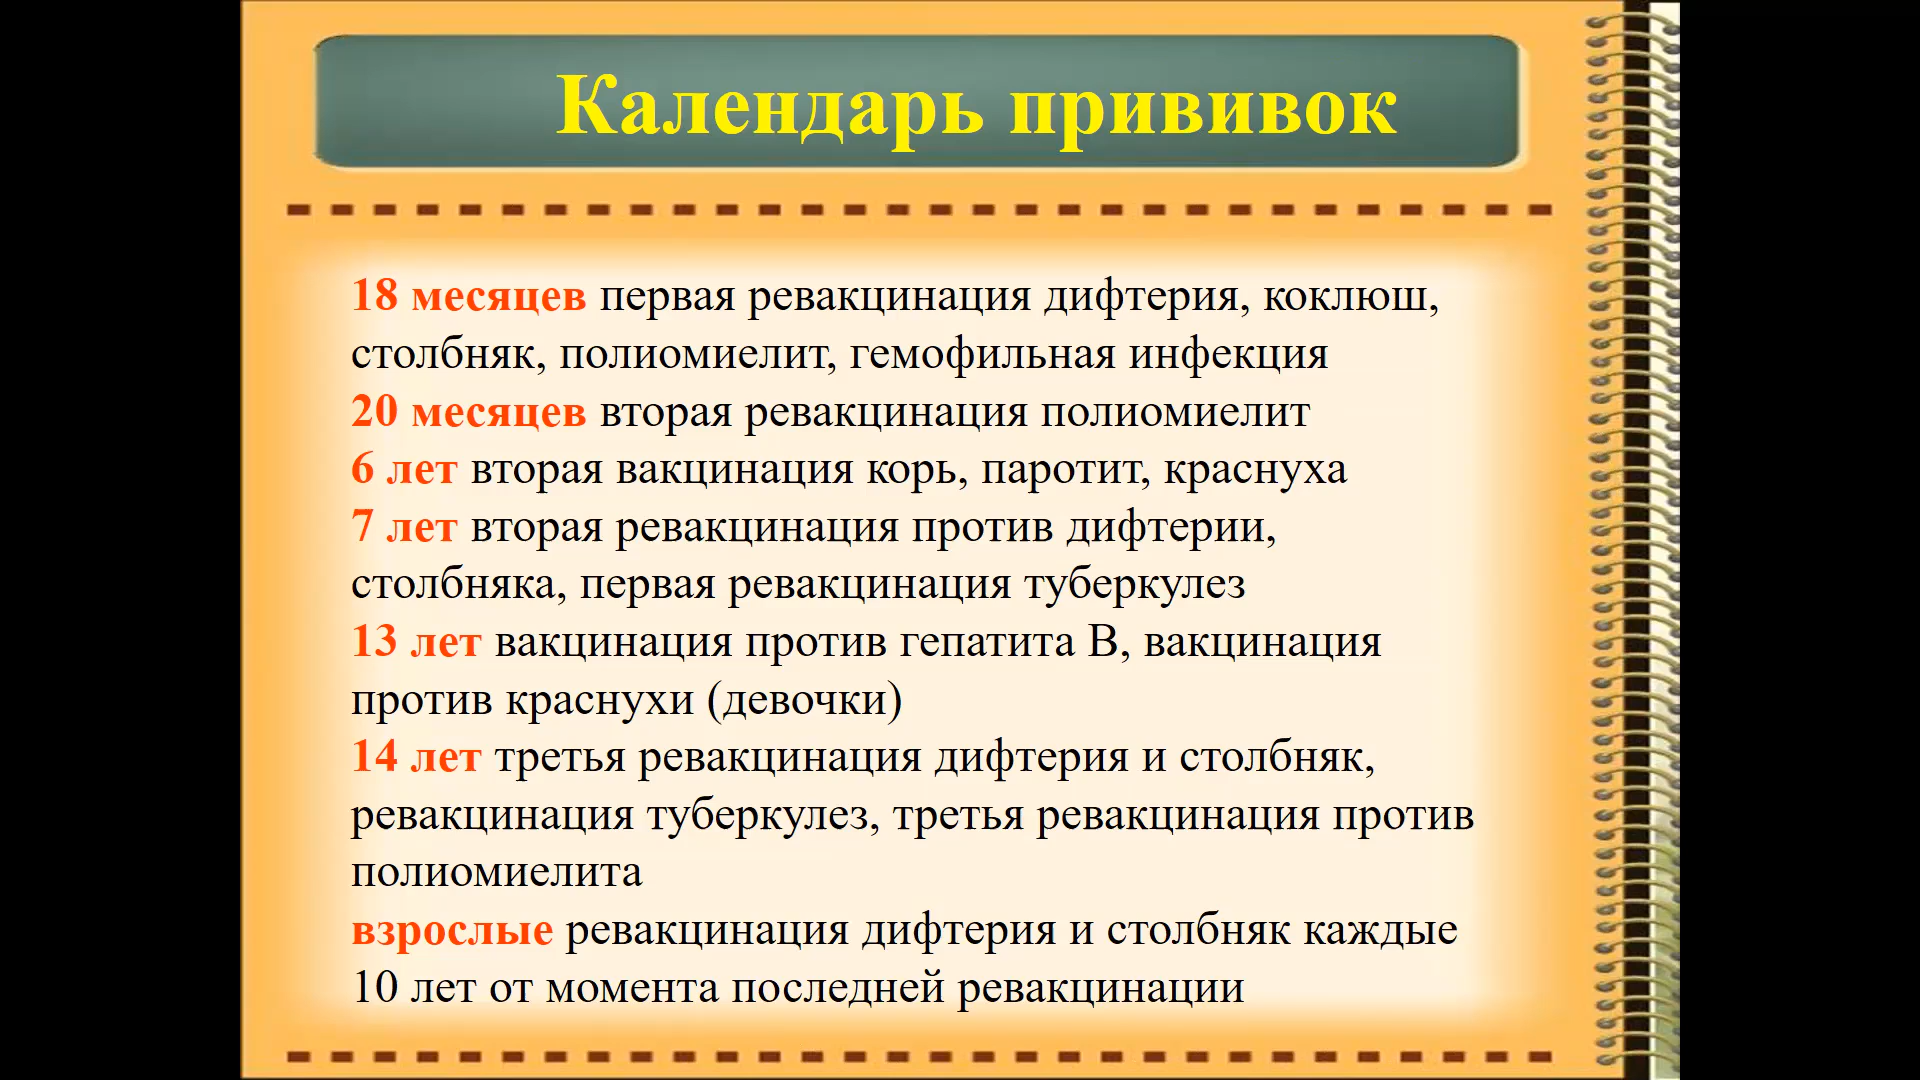 Календарь прививок
18 месяцев первая ревакцинация дифтерия, коклюш,
столбняк, полиомиелит, гемофильная инфекция
20 месяцев вторая ревакцинация полиомиелит
6 лет вторая вакцинация корь, паротит, краснуха
7 лет вторая ревакцинация против дифтерии,
столбняка, первая ревакцинация туберкулез
13 лет вакцинация против гепатита В, вакцинация
против краснухи (девочки)
14 лет третья ревакцинация дифтерия и столбняк,
ревакцинация туберкулез, третья ревакцинация против
полиомиелита
взрослые ревакцинация дифтерия и столбняк каждые
10 лет от момента последней ревакцинации